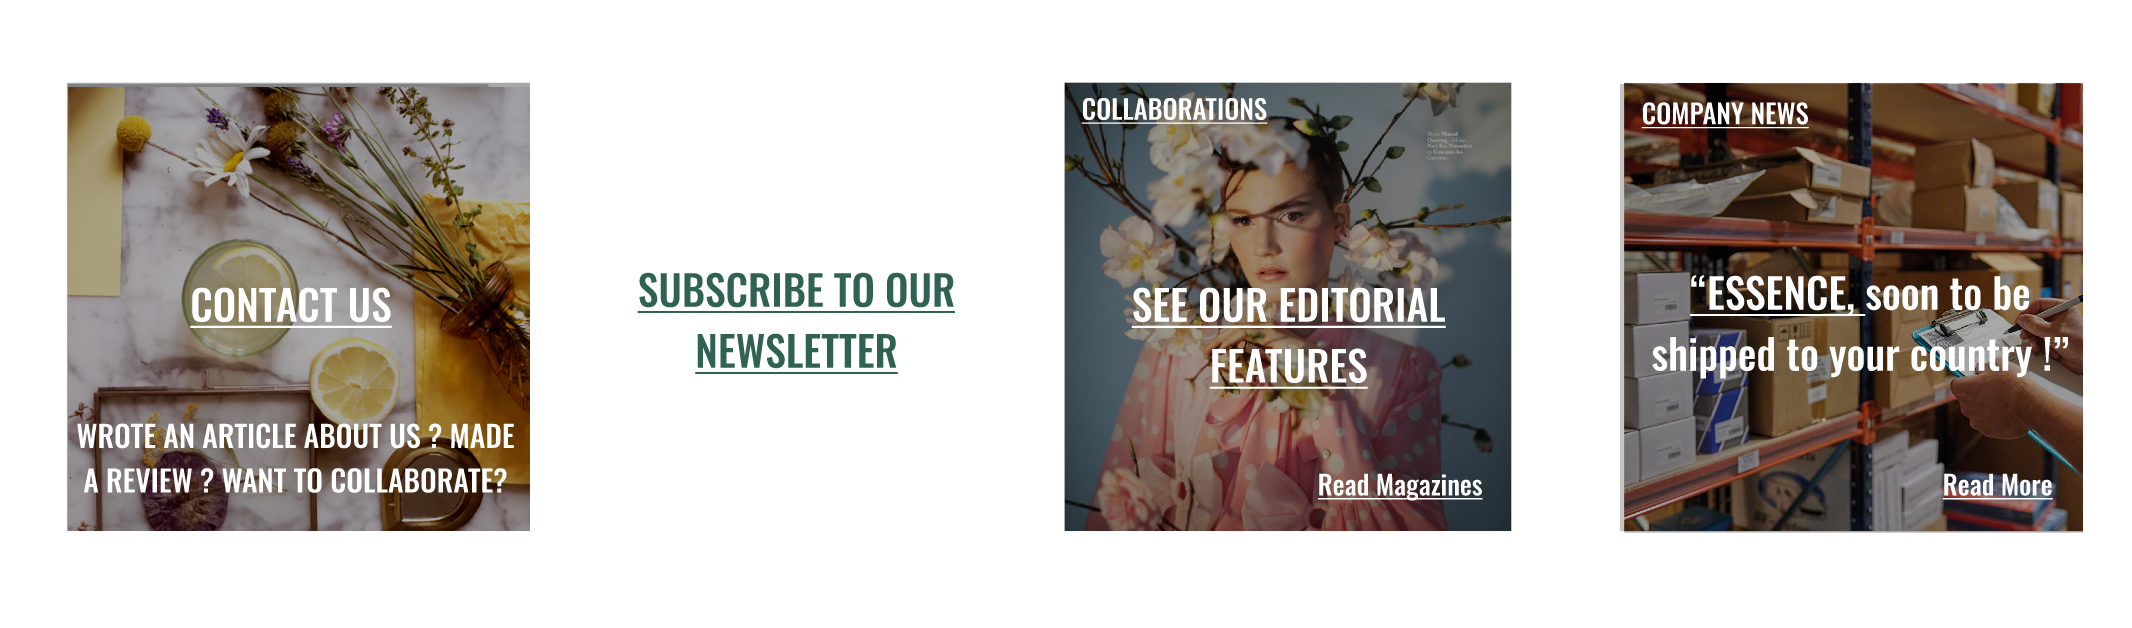 CONTACT US
WROTE AN ARTICLE ABOUT US ? MADE
A REVIEW ? WANT TO COLLABORATE?
SUBSCRIBE TO OUR
NEWSLETTER
COLLABORATIONS
SEE OUR EDITORIAL
FEATURES
Read Magazines
COMPANY NEWS
“ESSENCE, soon to be
shipped to your country !”
Read More